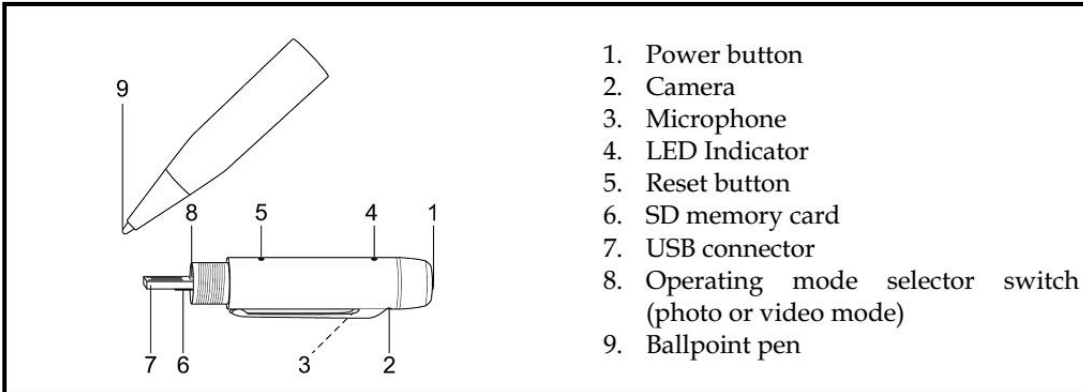 9
8
5
4
1
7
6
3
2
1. Power button
2. Camera
3. Microphone
4. LED Indicator
5. Reset button
6. SD memory card
7. USB connector
8. Operating mode selector switch
(photo or video mode)
9. Ballpoint pen